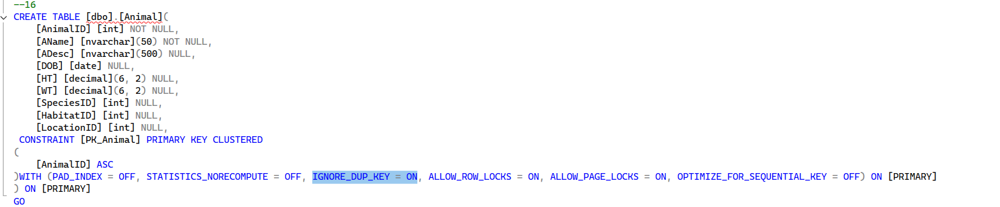 --16
CREATE TABLE [dbo].[Animal](
[AnimalID] [int] NOT NULL,
[AName] [nvarchar](50) NOT NULL,
[ADesc] [nvarchar](500) NULL,
[DOB] [date] NULL,
[HT] [decimal](6, 2) NULL,
[WT] [decimal](6, 2) NULL,
[SpeciesID] [int] NULL,
[HabitatID] [int] NULL,
[LocationID] [int] NULL,
CONSTRAINT [PK_Animal] PRIMARY KEY CLUSTERED
(
[AnimalID] ASC
)WITH (PAD_INDEX = OFF, STATISTICS_NORECOMPUTE = OFF, IGNORE_DUP_KEY = ON, ALLOW_ROW_LOCKS = ON, ALLOW_PAGE_LOCKS = ON, OPTIMIZE_FOR_SEQUENTIAL_KEY = OFF) ON [PRIMARY]
) ON [PRIMARY]
GO